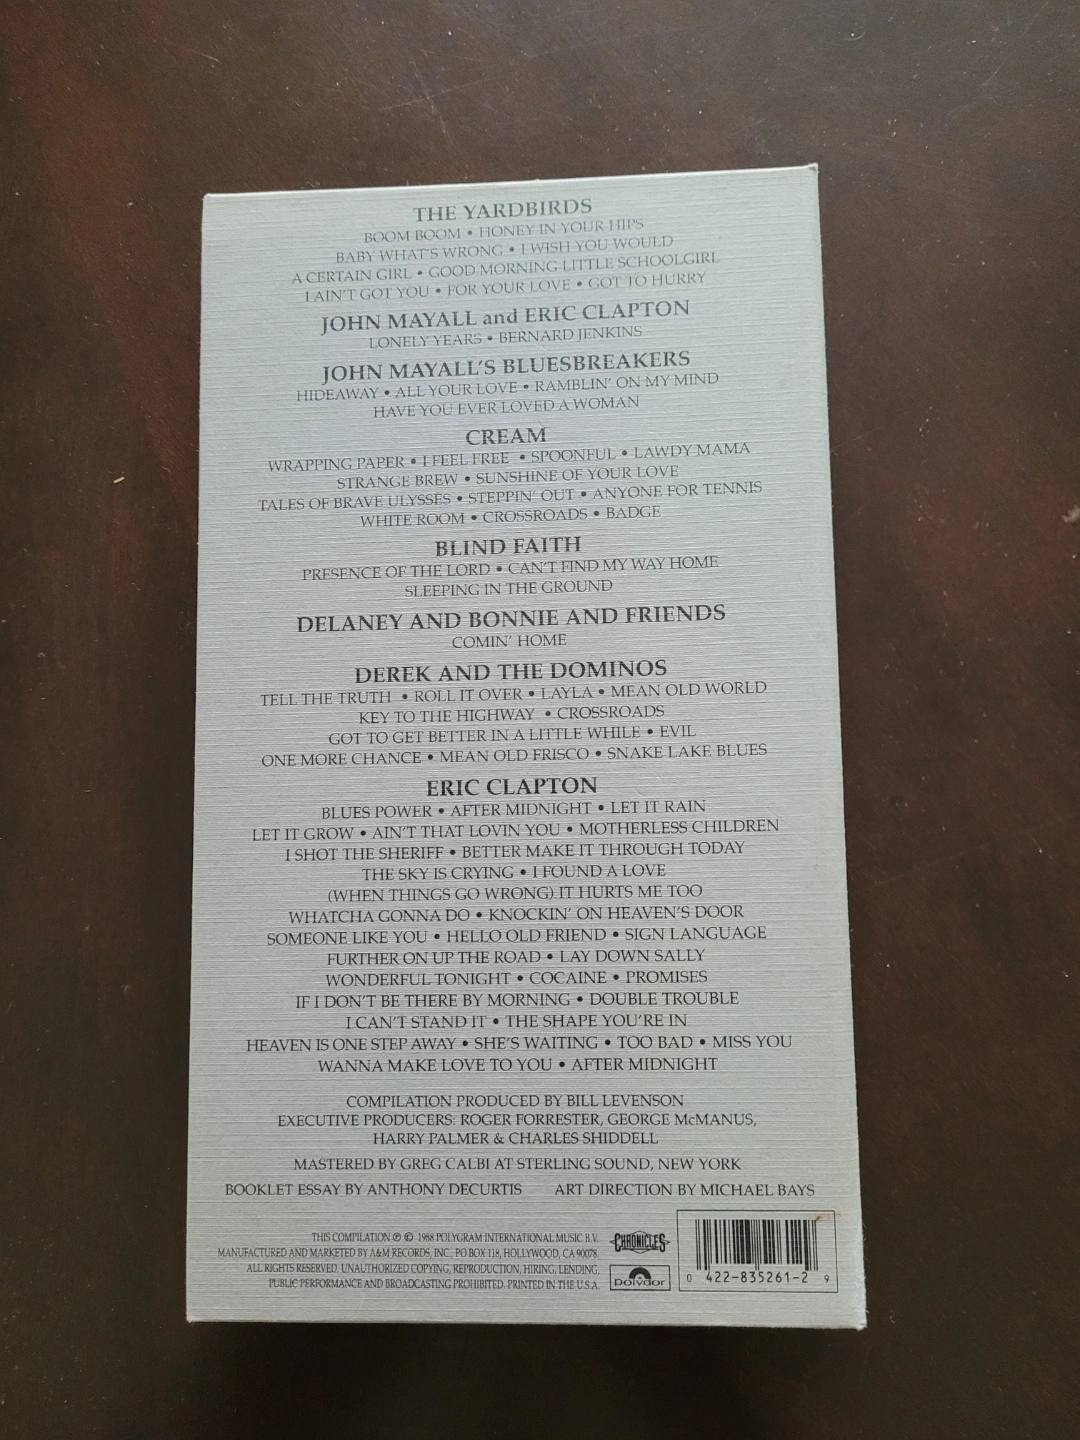 THE YARDBIRDS
BOOM BOOM • HONEY IN YOUR HIPS
BABY WHAT'S WRONG • I WISH YOU WOULD
A CERTAIN GIRL • GOOD MORNING LITTLE SCHOOLGIRL
I AIN'T GOT YOU • FOR YOUR LOVE • GOT TO HURRY
JOHN MAYALL and ERIC CLAPTON
LONELY YEARS • BERNARD JENKINS
JOHN MAYALL'S BLUESBREAKERS
HIDEAWAY • ALL YOUR LOVE • RAMBLIN' ON MY MIND
HAVE YOU EVER LOVED A WOMAN
CREAM
WRAPPING PAPER • I FEEL FREE • SPOONFUL • LAWDY MAMA
STRANGE BREW • SUNSHINE OF YOUR LOVE
TALES OF BRAVE ULYSSES • STEPPIN' OUT • ANYONE FOR TENNIS
WHITE ROOM • CROSSROADS • BADGE
BLIND FAITH
PRESENCE OF THE LORD • CAN'T FIND MY WAY HOME
SLEEPING IN THE GROUND
DELANEY AND BONNIE AND FRIENDS
COMIN' HOME
DEREK AND THE DOMINOS
TELL THE TRUTH • ROLL IT OVER • LAYLA • MEAN OLD WORLD
KEY TO THE HIGHWAY • CROSSROADS
GOT TO GET BETTER IN A LITTLE WHILE • EVIL
ONE MORE CHANCE • MEAN OLD FRISCO • SNAKE LAKE BLUES
ERIC CLAPTON
BLUES POWER • AFTER MIDNIGHT • LET IT RAIN
LET IT GROW • AIN'T THAT LOVIN YOU • MOTHERLESS CHILDREN
I SHOT THE SHERIFF • BETTER MAKE IT THROUGH TODAY
THE SKY IS CRYING • I FOUND A LOVE
(WHEN THINGS GO WRONG) IT HURTS ME TOO
WHATCHA GONNA DO • KNOCKIN' ON HEAVEN'S DOOR
SOMEONE LIKE YOU • HELLO OLD FRIEND • SIGN LANGUAGE
FURTHER ON UP THE ROAD • LAY DOWN SALLY
WONDERFUL TONIGHT • COCAINE • PROMISES
IF I DON'T BE THERE BY MORNING • DOUBLE TROUBLE
I CAN'T STAND IT • THE SHAPE YOU'RE IN
HEAVEN IS ONE STEP AWAY • SHE'S WAITING • TOO BAD • MISS YOU
WANNA MAKE LOVE TO YOU • AFTER MIDNIGHT
COMPILATION PRODUCED BY BILL LEVENSON
EXECUTIVE PRODUCERS: ROGER FORRESTER, GEORGE McMANUS,
HARRY PALMER & CHARLES SHIDDELL
MASTERED BY GREG CALBI AT STERLING SOUND, NEW YORK
BOOKLET ESSAY BY ANTHONY DECURTIS ART DIRECTION BY MICHAEL BAYS
THIS COMPILATION ℗ © 1988 POLYGRAM INTERNATIONAL MUSIC B.V.
MANUFACTURED AND MARKETED BY A&M RECORDS, INC., PO BOX 118, HOLLYWOOD, CA 90078.
ALL RIGHTS RESERVED. UNAUTHORIZED COPYING, REPRODUCTION, HIRING, LENDING,
PUBLIC PERFORMANCE AND BROADCASTING PROHIBITED. PRINTED IN THE U.S.A.
CHRONICLES
polydor
0 422-835261-2 9